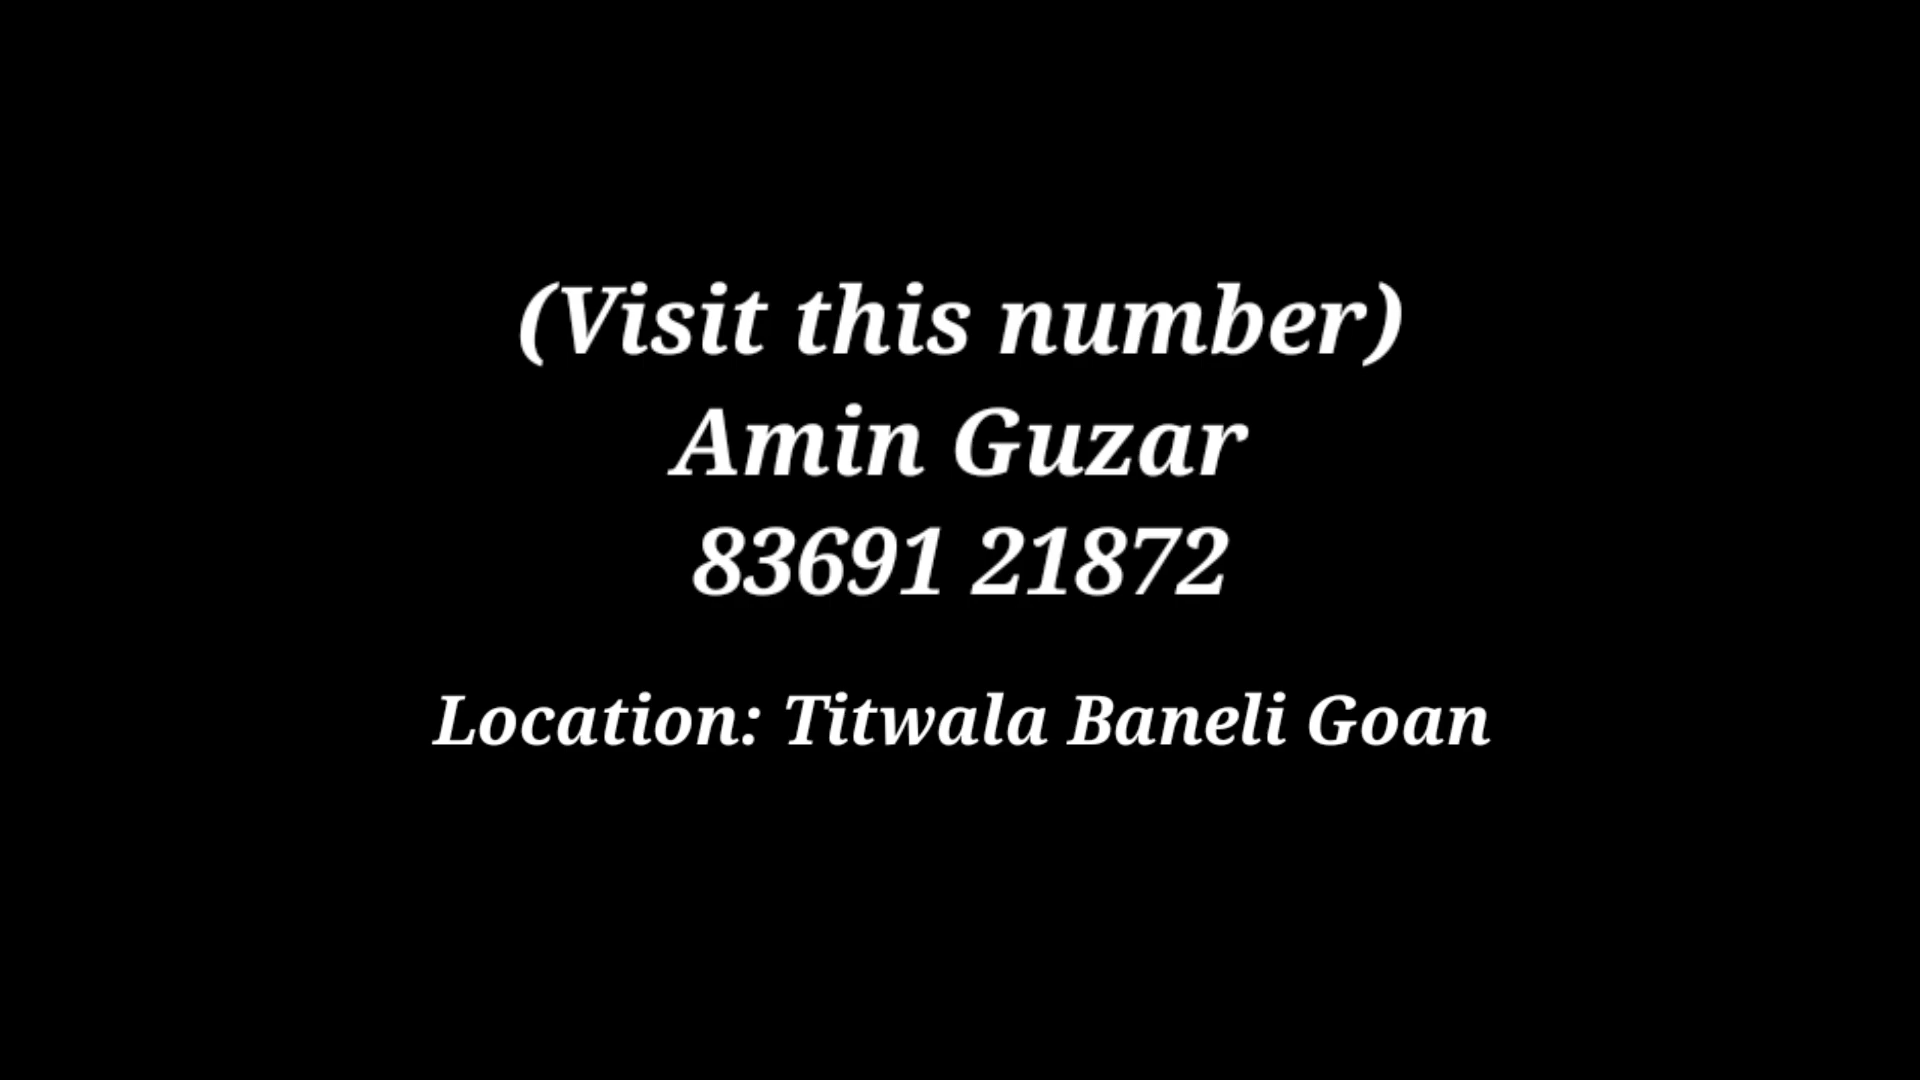 (Visit this number)
Amin Guzar
83691 21872
Location: Titwala Baneli Goan